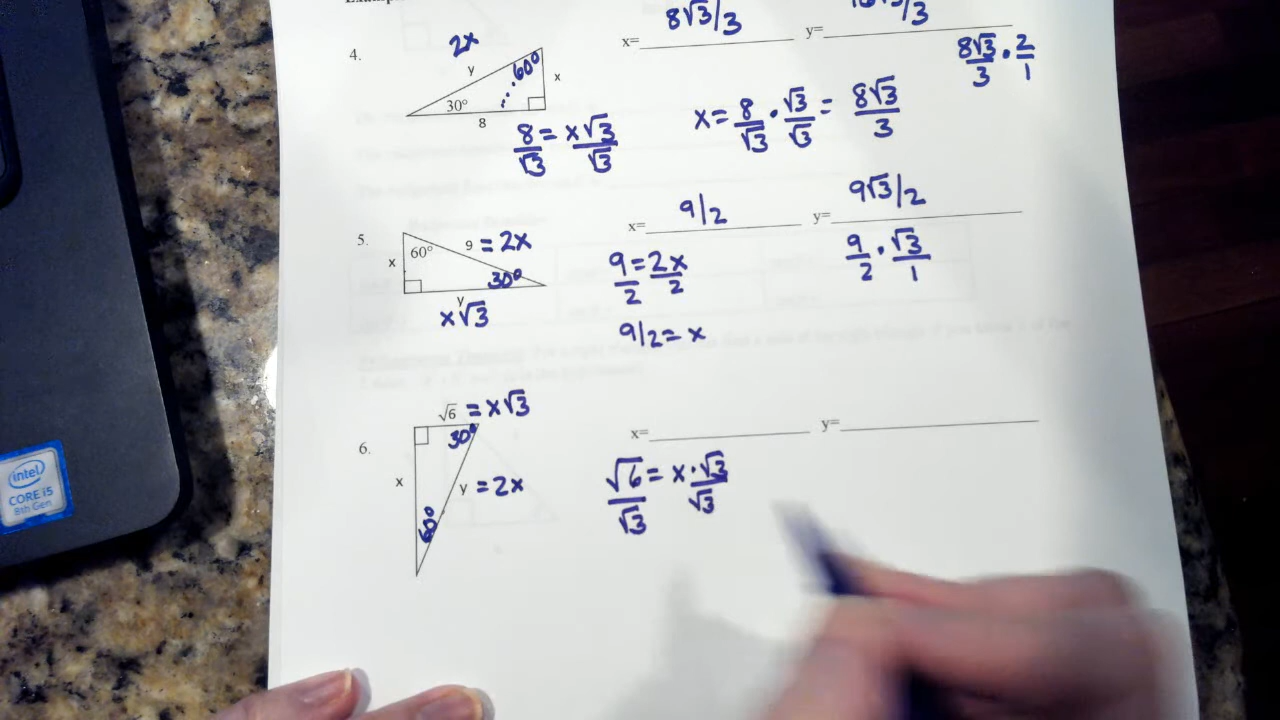 8√3/3
x=
y=
/3
4.
2x
y
60°
x
30°
8
8/√3 = x√3/√3
x = 8/√3 · √3/√3 = 8√3/3
8√3/3 · 2/1
5.
60°
9 = 2x
x
30°
y
x√3
x= 9/2
y= 9√3/2
9/2 = 2x/2
9/2 = x
9/2 · √3/1
6.
√6 = x√3
30°
x
y = 2x
60°
x=
y=
√6/√3 = x·√3/√3
intel
CORE i5
8th Gen